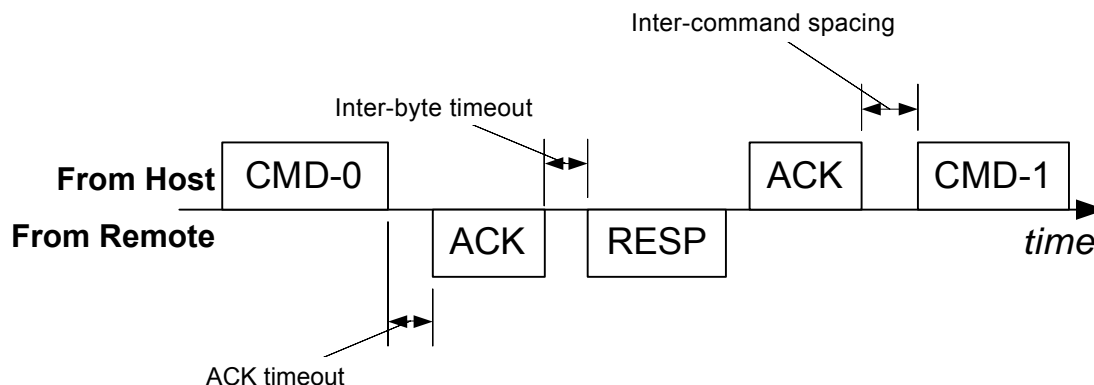 Inter-command spacing
Inter-byte timeout
From Host
CMD-0
ACK
CMD-1
From Remote
ACK
RESP
time
ACK timeout